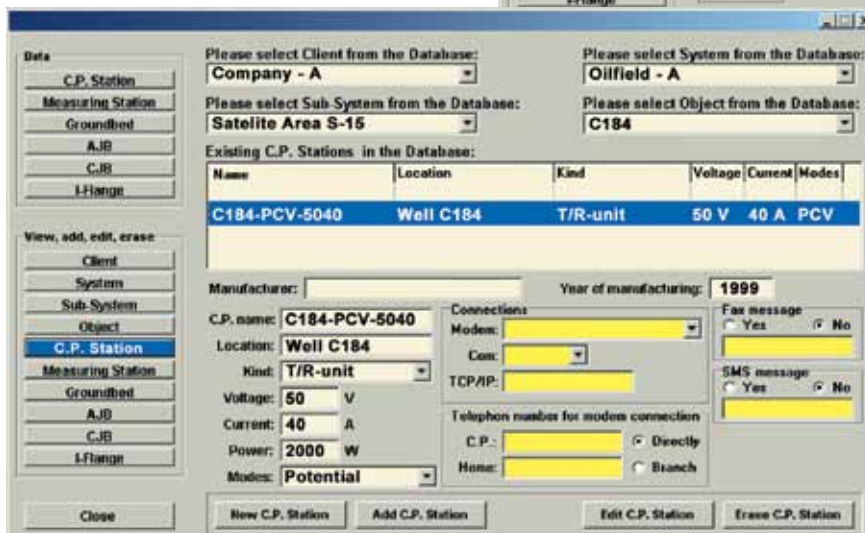 I-Flange
Data
C.P. Station
Measuring Station
Groundbed
AJB
CJB
I-Flange
View, add, edit, erase
Client
System
Sub-System
Object
C.P. Station
Measuring Station
Groundbed
AJB
CJB
I-Flange
Close
Please select Client from the Database: Please select System from the Database:
Company - A Oilfield - A
Please select Sub-System from the Database: Please select Object from the Database:
Satelite Area S-15 C184
Existing C.P. Stations in the Database:
Name Location Kind Voltage Current Modes
C184-PCV-5040 Well C184 T/R-unit 50 V 40 A PCV
Manufacturer: Year of manufacturing: 1999
C.P. name: C184-PCV-5040
Location: Well C184
Kind: T/R-unit
Voltage: 50 V
Current: 40 A
Power: 2000 W
Modes: Potential
Connections
Modem:
Com:
TCP/IP:
Telephon number for modem connection
C.P.: Directly
Home: Branch
Fax message
Yes No
SMS message
Yes No
New C.P. Station Add C.P. Station Edit C.P. Station Erase C.P. Station